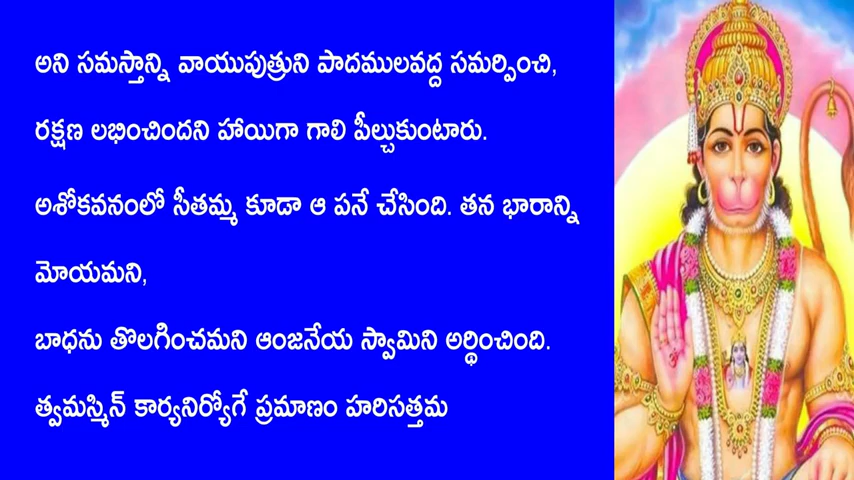 అని సమస్తాన్ని వాయుపుత్రుని పాదములవద్ద సమర్పించి,
రక్షణ లభించిందని హాయిగా గాలి పీల్చుకుంటారు.
అశోకవనంలో సీతమ్మ కూడా ఆ పనే చేసింది. తన భారాన్ని
మోయమని,
బాధను తొలగించమని ఆంజనేయ స్వామిని అర్థించింది.
త్వమస్మిన్ కార్యనిర్యోగే ప్రమాణం హరిసత్తమ